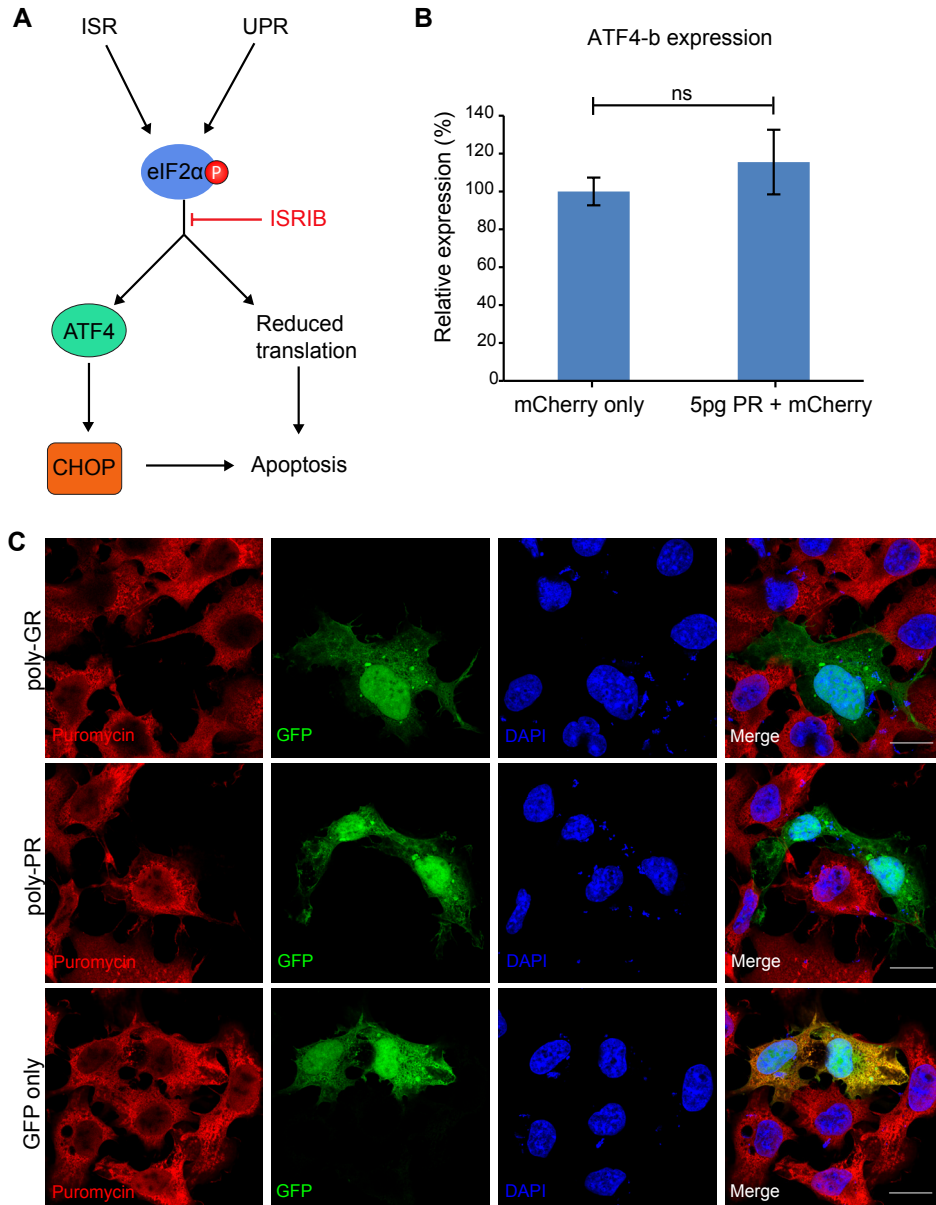 A
ISR
UPR
eIF2α
P
ISRIB
ATF4
Reduced
translation
CHOP
Apoptosis
B
ATF4-b expression
ns
Relative expression (%)
140
120
100
80
60
40
20
0
mCherry only
5pg PR + mCherry
C
poly-GR
Puromycin
GFP
DAPI
Merge
poly-PR
Puromycin
GFP
DAPI
Merge
GFP only
Puromycin
GFP
DAPI
Merge